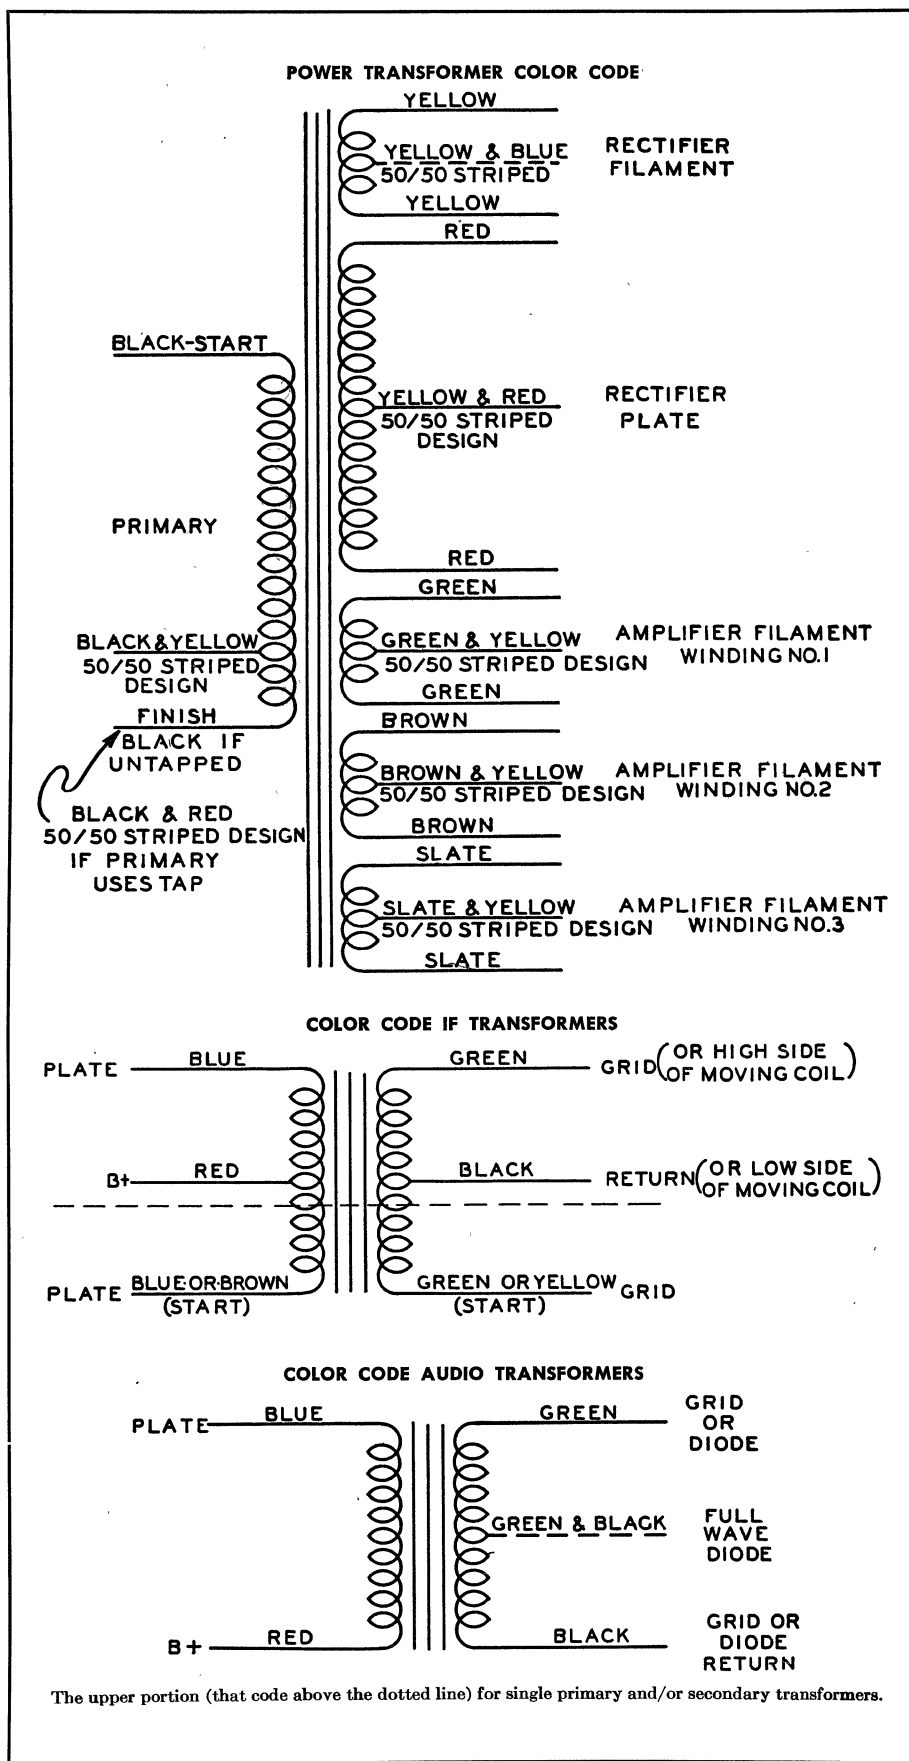 POWER TRANSFORMER COLOR CODE
YELLOW
YELLOW & BLUE
50/50 STRIPED
YELLOW
RECTIFIER
FILAMENT
RED
YELLOW & RED
50/50 STRIPED
DESIGN
RED
RECTIFIER
PLATE
BLACK-START
PRIMARY
BLACK&YELLOW
50/50 STRIPED
DESIGN
FINISH
BLACK IF
UNTAPPED
BLACK & RED
50/50 STRIPED DESIGN
IF PRIMARY
USES TAP
GREEN
GREEN & YELLOW
50/50 STRIPED DESIGN
GREEN
AMPLIFIER FILAMENT
WINDING NO.1
BROWN
BROWN & YELLOW
50/50 STRIPED DESIGN
BROWN
AMPLIFIER FILAMENT
WINDING NO.2
SLATE
SLATE & YELLOW
50/50 STRIPED DESIGN
SLATE
AMPLIFIER FILAMENT
WINDING NO.3
COLOR CODE IF TRANSFORMERS
PLATE BLUE
GREEN GRID (OR HIGH SIDE
OF MOVING COIL)
B+ RED
BLACK RETURN (OR LOW SIDE
OF MOVING COIL)
PLATE BLUE·OR·BROWN
(START)
GREEN OR YELLOW GRID
(START)
COLOR CODE AUDIO TRANSFORMERS
PLATE BLUE
GREEN
GRID
OR
DIODE
GREEN & BLACK
FULL
WAVE
DIODE
B+ RED
BLACK
GRID OR
DIODE
RETURN
The upper portion (that code above the dotted line) for single primary and/or secondary transformers.